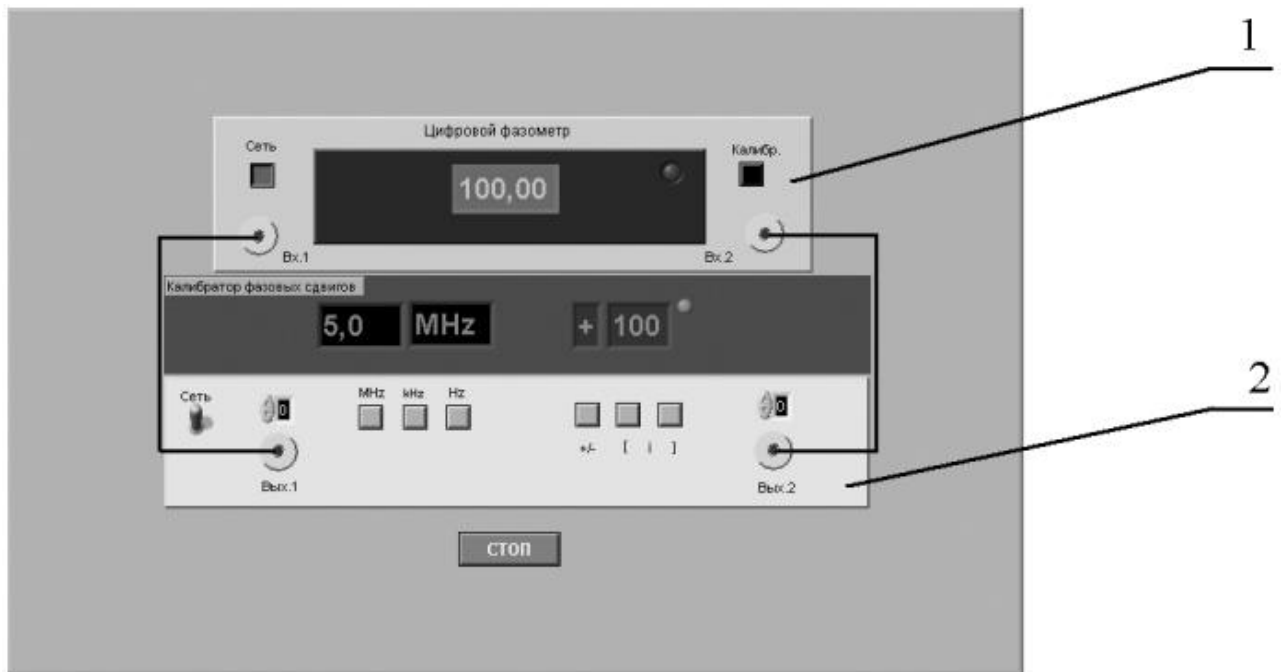 1
Цифровой фазометр
Сеть
Калибр.
100,00
Вх.1
Вх.2
Калибратор фазовых сдвигов
5,0 MHz + 100
2
Сеть
0
MHz kHz Hz
0
+/- [ | ]
Вых.1
Вых.2
СТОП